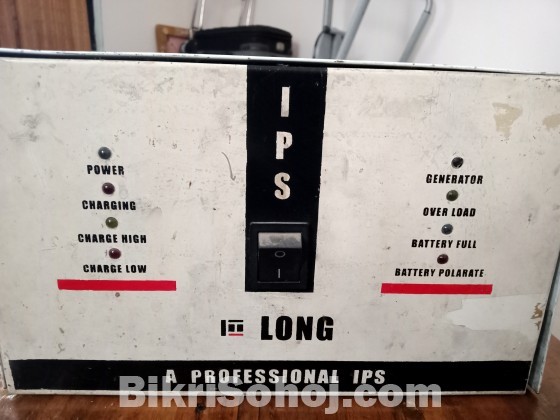 IPS
POWER
CHARGING
CHARGE HIGH
CHARGE LOW
GENERATOR
OVER LOAD
BATTERY FULL
BATTERY POLARATE
O
I
LONG
A PROFESSIONAL IPS
BikriSohoj.com